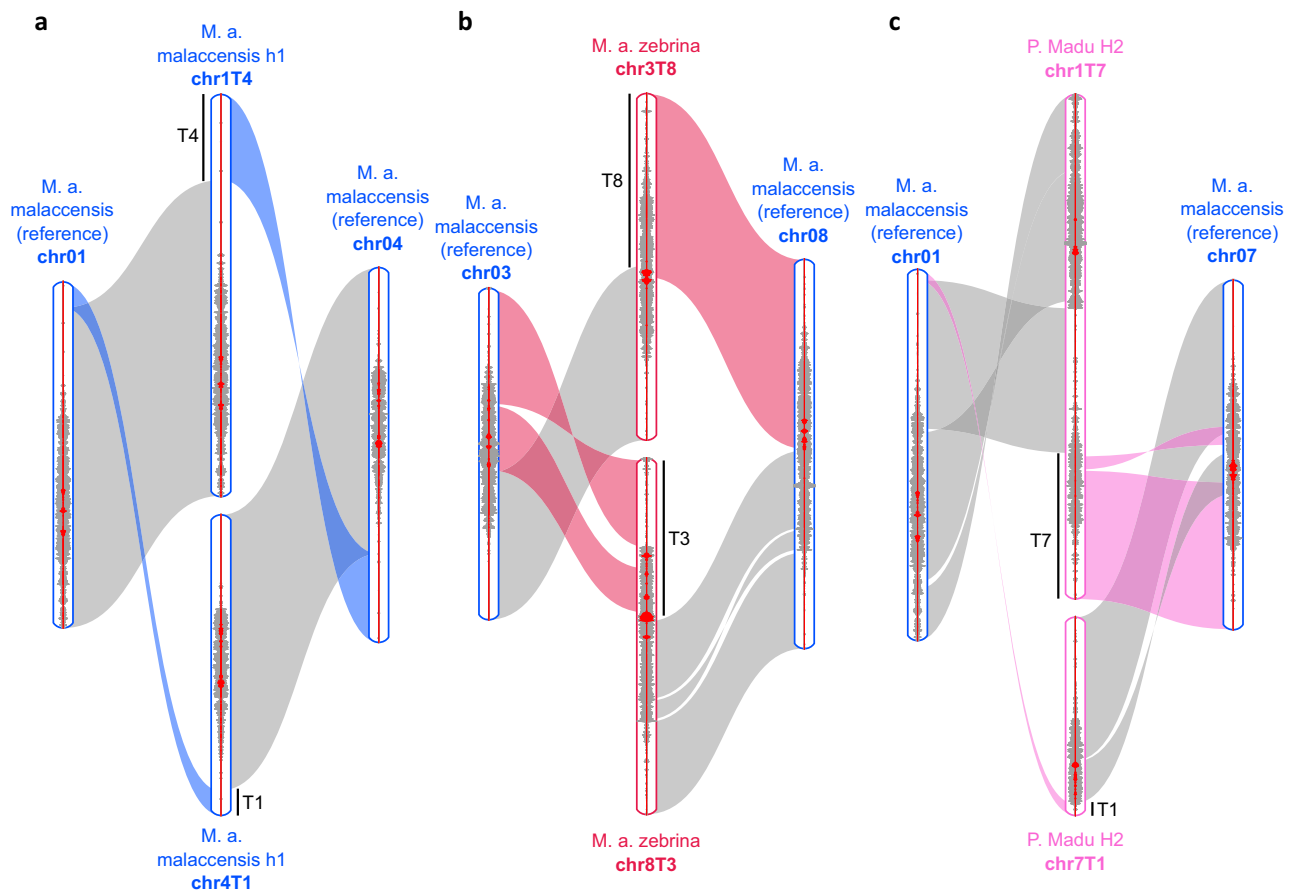 a
M. a.
malaccensis h1
chr1T4
T4
M. a.
malaccensis
(reference)
chr01
M. a.
malaccensis
(reference)
chr04
T1
M. a.
malaccensis h1
chr4T1
b
M. a. zebrina
chr3T8
T8
M. a.
malaccensis
(reference)
chr03
M. a.
malaccensis
(reference)
chr08
T3
M. a. zebrina
chr8T3
c
P. Madu H2
chr1T7
M. a.
malaccensis
(reference)
chr01
M. a.
malaccensis
(reference)
chr07
T7
T1
P. Madu H2
chr7T1